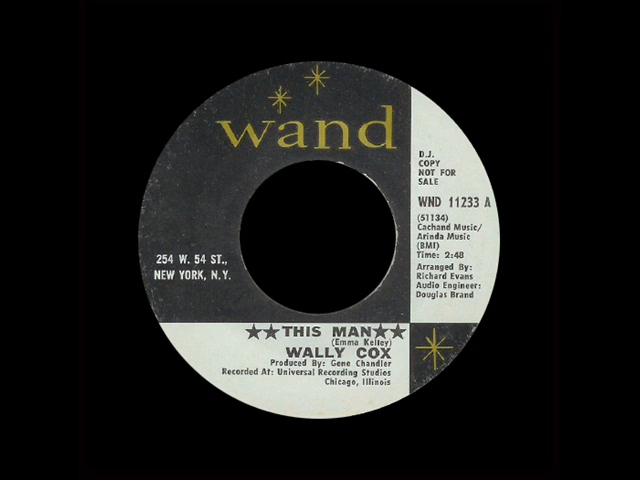 wand
D.J.
COPY
NOT FOR
SALE
WND 11233 A
(51134)
Cachand Music/
Arinda Music
(BMI)
Time: 2:48
Arranged By:
Richard Evans
Audio Engineer:
Douglas Brand
254 W. 54 ST.,
NEW YORK, N.Y.
★★THIS MAN★★
(Emma Kelley)
WALLY COX
Produced By: Gene Chandler
Recorded At: Universal Recording Studios
Chicago, Illinois